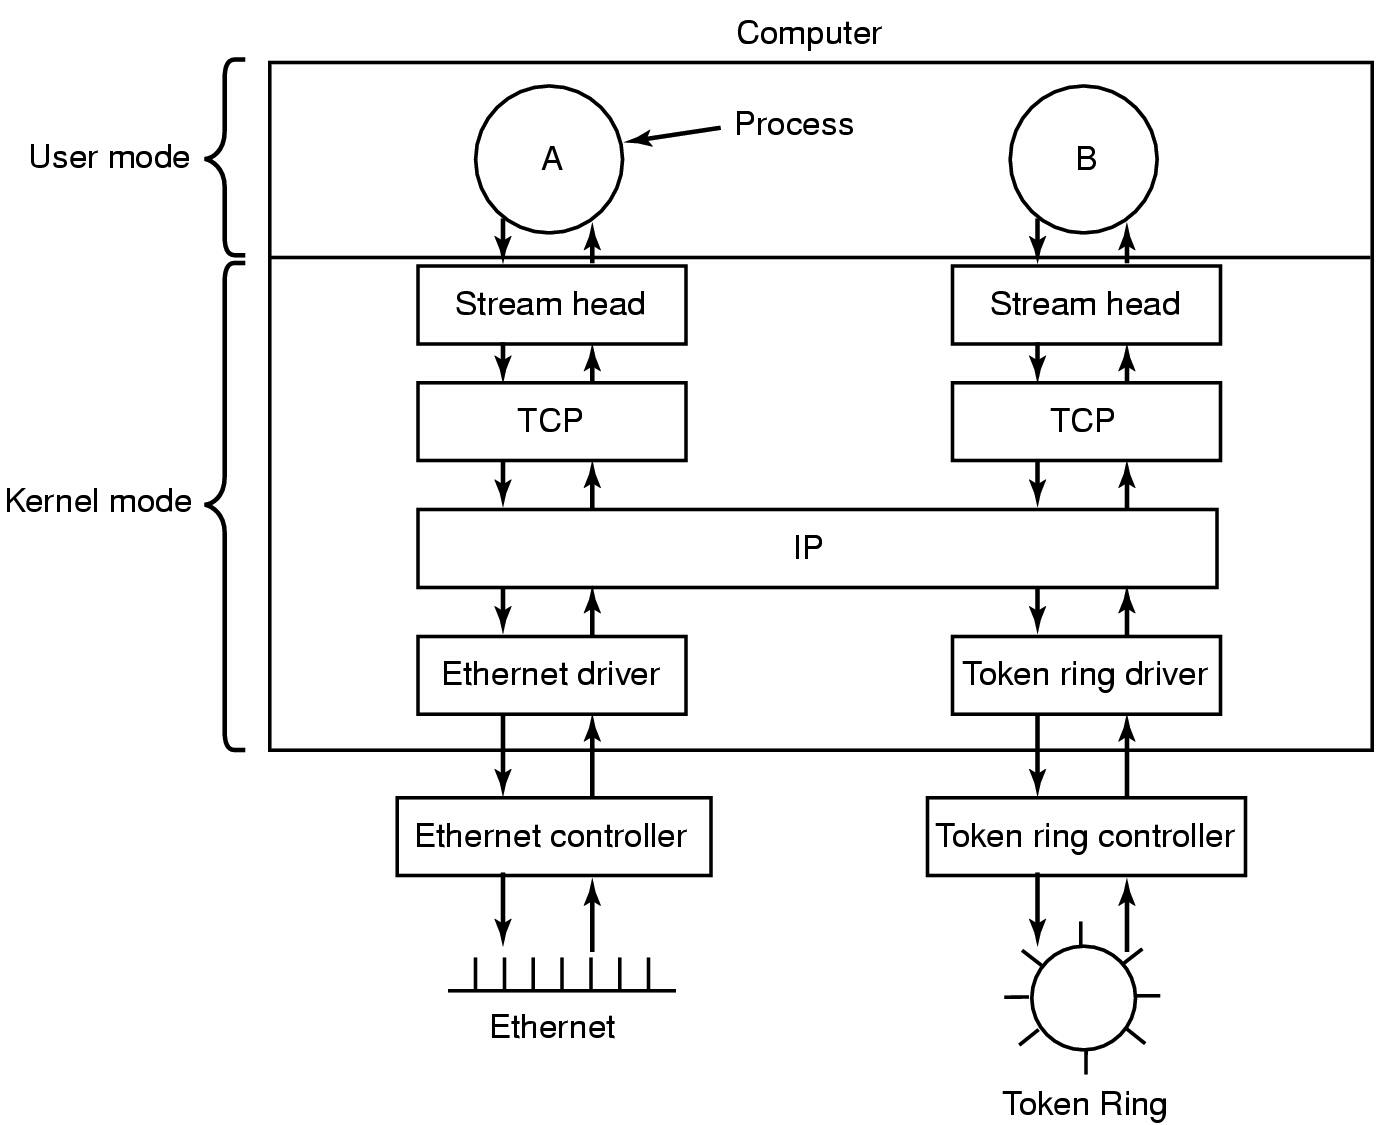 Computer
User mode
A
Process
B
Stream head
Stream head
TCP
TCP
Kernel mode
IP
Ethernet driver
Token ring driver
Ethernet controller
Token ring controller
Ethernet
Token Ring